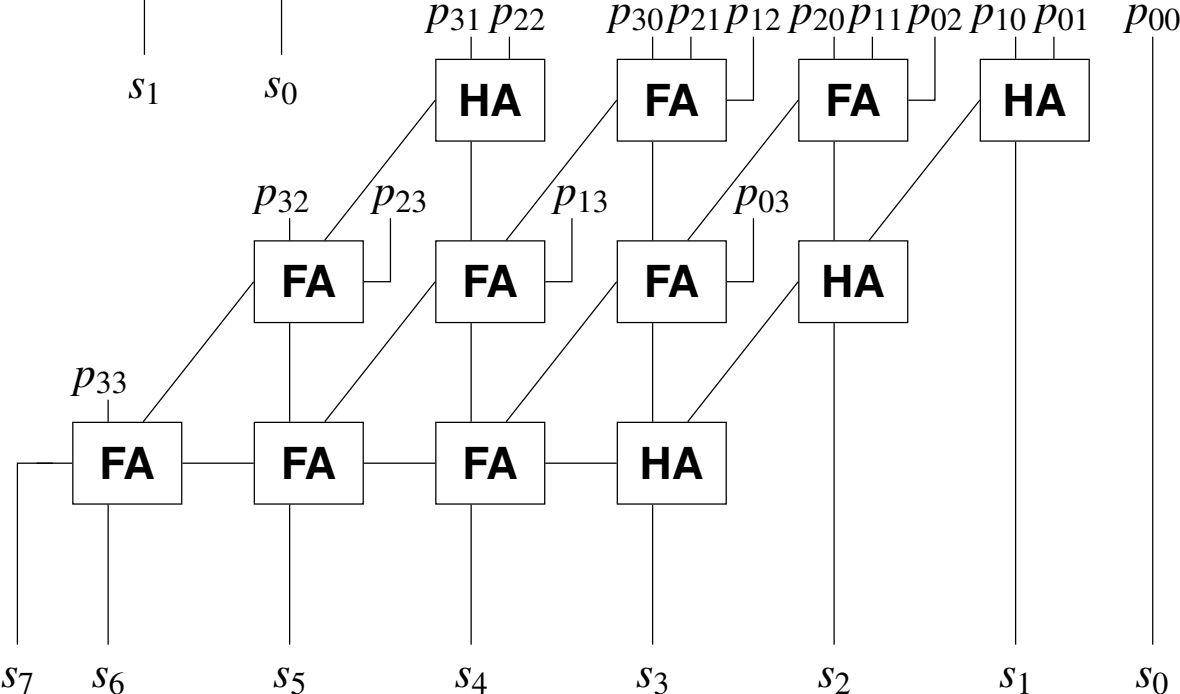 p31 p22 p30 p21 p12 p20 p11 p02 p10 p01 p00
s1 s0 HA FA FA HA
p32 p23 p13 p03
FA FA FA HA
p33
FA FA FA HA
s7 s6 s5 s4 s3 s2 s1 s0